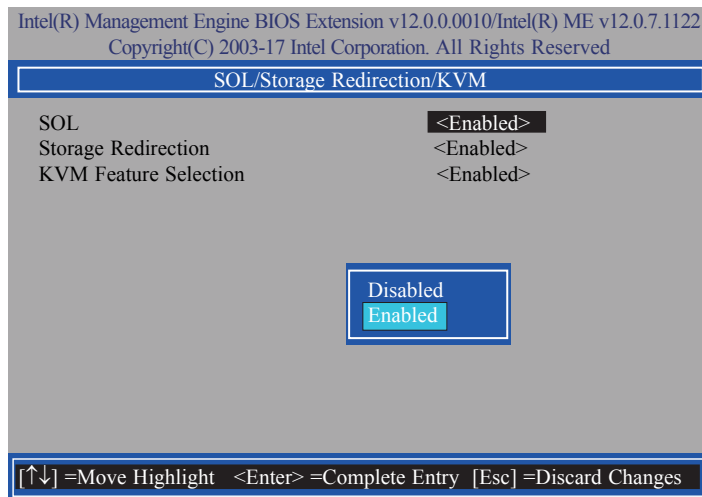 Intel(R) Management Engine BIOS Extension v12.0.0.0010/Intel(R) ME v12.0.7.1122
Copyright(C) 2003-17 Intel Corporation. All Rights Reserved
SOL/Storage Redirection/KVM
SOL <Enabled>
Storage Redirection <Enabled>
KVM Feature Selection <Enabled>
Disabled
Enabled
[↑↓] =Move Highlight <Enter> =Complete Entry [Esc] =Discard Changes